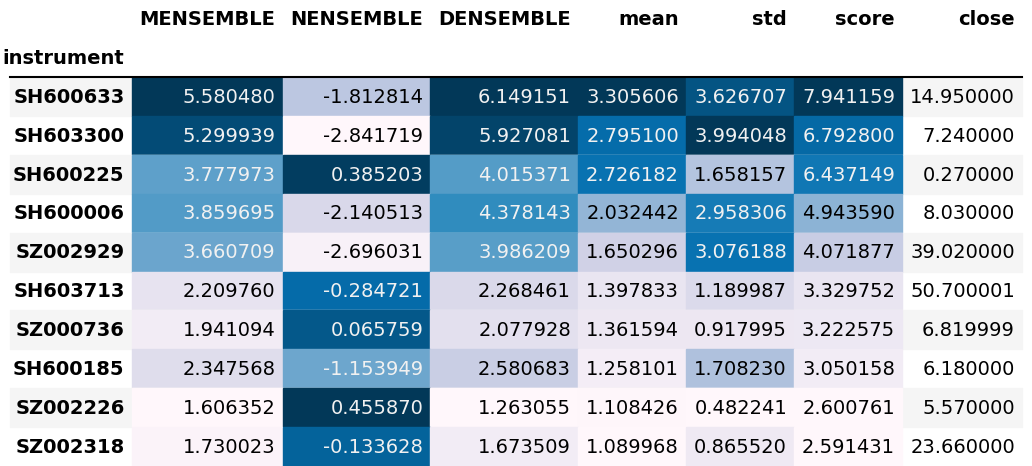 MENSEMBLE NENSEMBLE DENSEMBLE mean std score close
instrument
SH600633 5.580480 -1.812814 6.149151 3.305606 3.626707 7.941159 14.950000
SH603300 5.299939 -2.841719 5.927081 2.795100 3.994048 6.792800 7.240000
SH600225 3.777973 0.385203 4.015371 2.726182 1.658157 6.437149 0.270000
SH600006 3.859695 -2.140513 4.378143 2.032442 2.958306 4.943590 8.030000
SZ002929 3.660709 -2.696031 3.986209 1.650296 3.076188 4.071877 39.020000
SH603713 2.209760 -0.284721 2.268461 1.397833 1.189987 3.329752 50.700001
SZ000736 1.941094 0.065759 2.077928 1.361594 0.917995 3.222575 6.819999
SH600185 2.347568 -1.153949 2.580683 1.258101 1.708230 3.050158 6.180000
SZ002226 1.606352 0.455870 1.263055 1.108426 0.482241 2.600761 5.570000
SZ002318 1.730023 -0.133628 1.673509 1.089968 0.865520 2.591431 23.660000